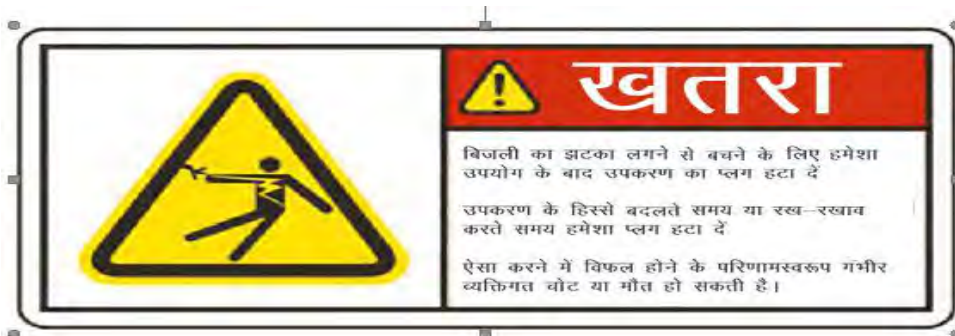 खतरा
बिजली का झटका लगने से बचने के लिए हमेशा
उपयोग के बाद उपकरण का प्लग हटा दें
उपकरण के हिस्से बदलते समय या रख-रखाव
करते समय हमेशा प्लग हटा दें
ऐसा करने में विफल होने के परिणामस्वरूप गंभीर
व्यक्तिगत चोट या मौत हो सकती है।